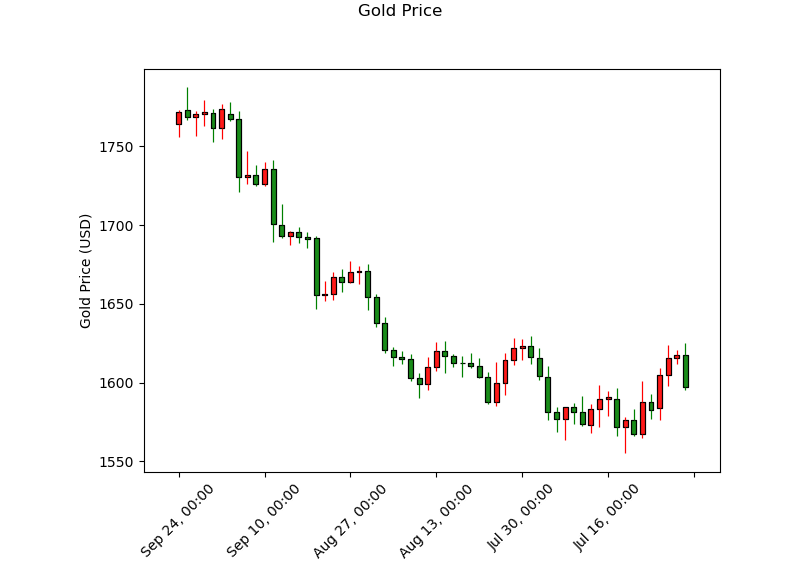 Gold Price
Gold Price (USD)
1750
1700
1650
1600
1550
Sep 24, 00:00
Sep 10, 00:00
Aug 27, 00:00
Aug 13, 00:00
Jul 30, 00:00
Jul 16, 00:00